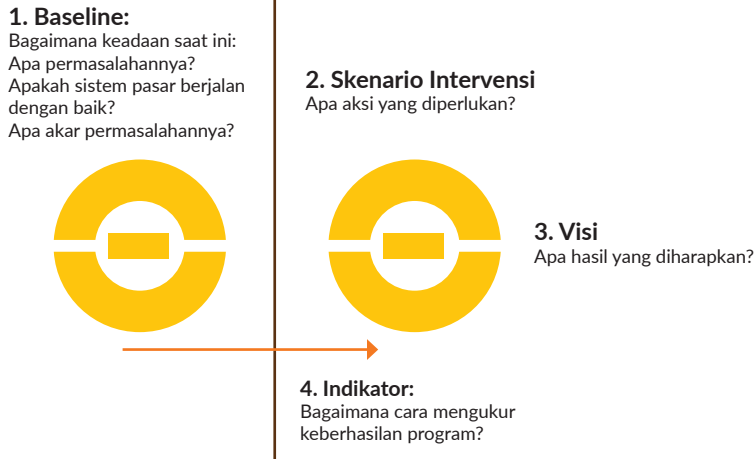 1. Baseline:
Bagaimana keadaan saat ini:
Apa permasalahannya?
Apakah sistem pasar berjalan
dengan baik?
Apa akar permasalahannya?
2. Skenario Intervensi
Apa aksi yang diperlukan?
3. Visi
Apa hasil yang diharapkan?
4. Indikator:
Bagaimana cara mengukur
keberhasilan program?